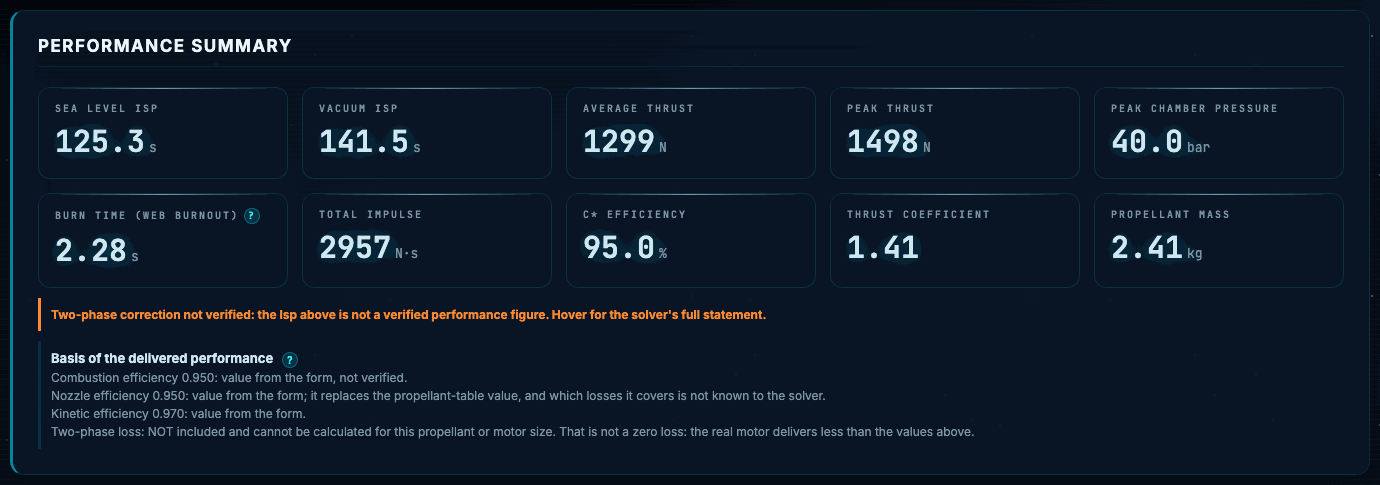 PERFORMANCE SUMMARY
SEA LEVEL ISP
125.3 s
VACUUM ISP
141.5 s
AVERAGE THRUST
1299 N
PEAK THRUST
1498 N
PEAK CHAMBER PRESSURE
40.0 bar
BURN TIME (WEB BURNOUT) ?
2.28 s
TOTAL IMPULSE
2957 N·s
C* EFFICIENCY
95.0 %
THRUST COEFFICIENT
1.41
PROPELLANT MASS
2.41 kg
Two-phase correction not verified: the Isp above is not a verified performance figure. Hover for the solver's full statement.
Basis of the delivered performance ?
Combustion efficiency 0.950: value from the form, not verified.
Nozzle efficiency 0.950: value from the form; it replaces the propellant-table value, and which losses it covers is not known to the solver.
Kinetic efficiency 0.970: value from the form.
Two-phase loss: NOT included and cannot be calculated for this propellant or motor size. That is not a zero loss: the real motor delivers less than the values above.